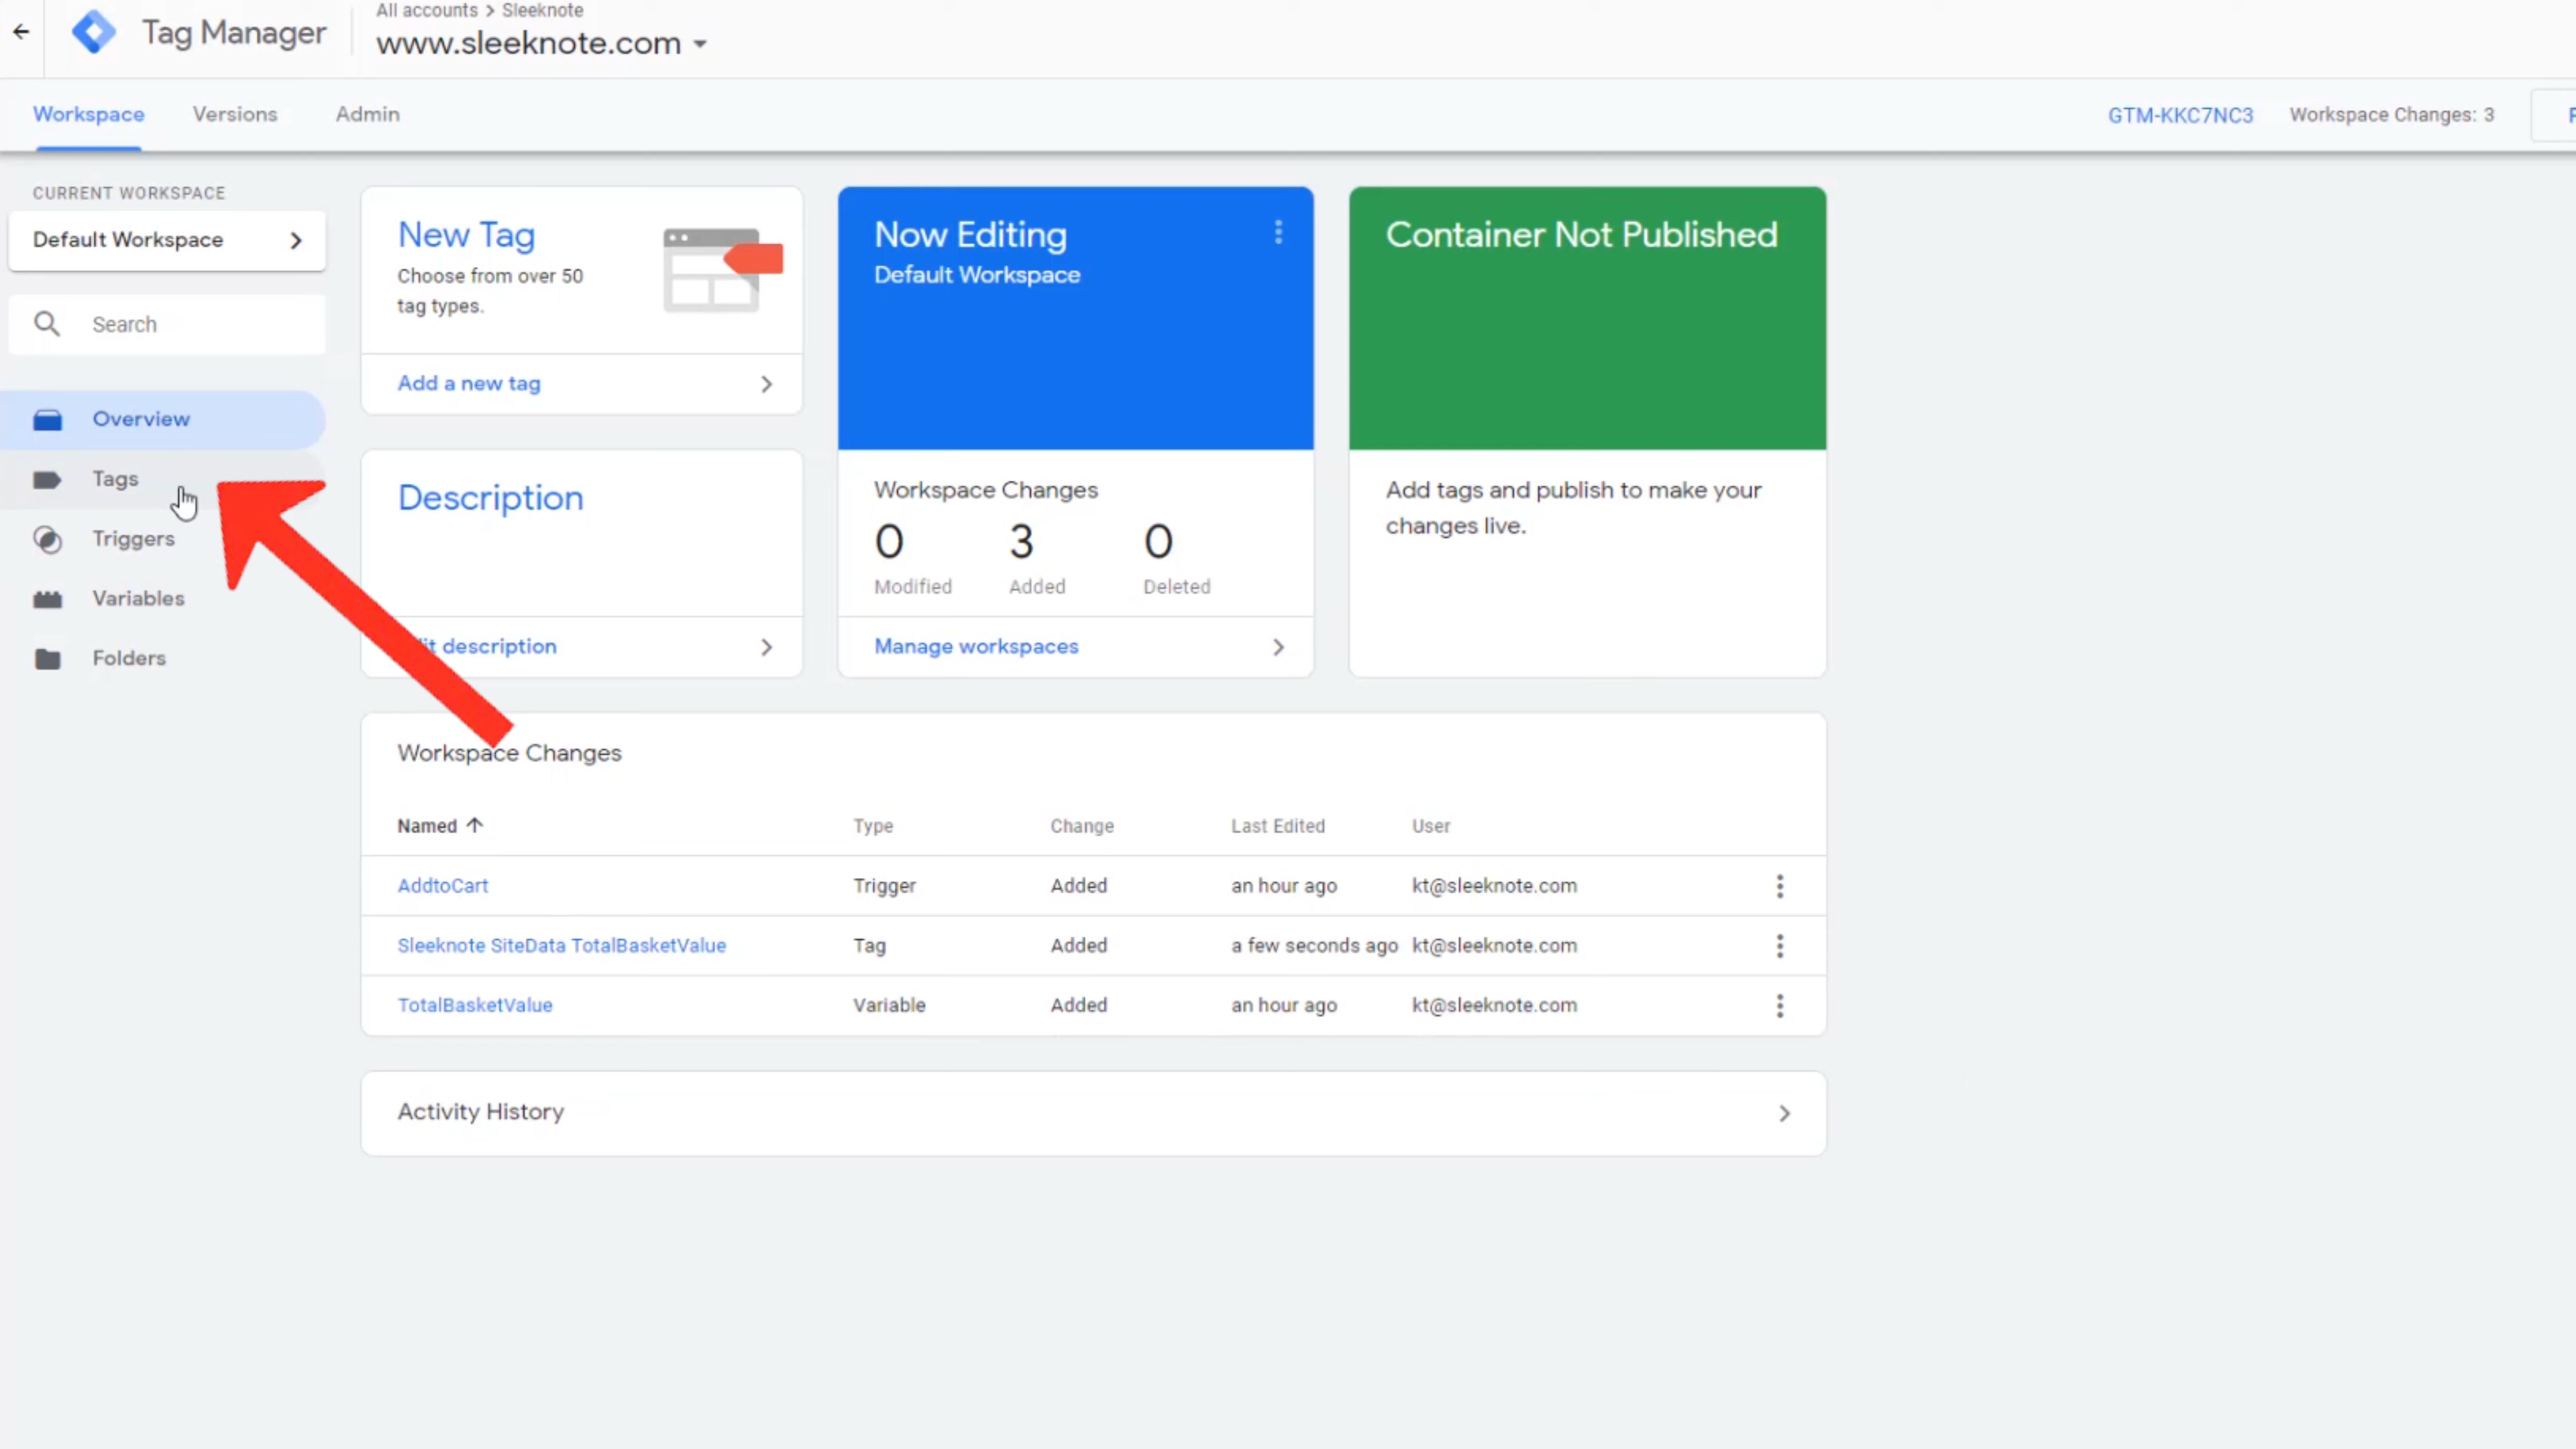 All accounts > Sleeknote
Tag Manager
www.sleeknote.com
Workspace
Versions
Admin
GTM-KKC7NC3
Workspace Changes: 3
CURRENT WORKSPACE
Default Workspace
Search
Overview
Tags
Triggers
Variables
Folders
New Tag
Choose from over 50
tag types.
Add a new tag
Description
description
Now Editing
Default Workspace
Workspace Changes
0 3 0
Modified Added Deleted
Manage workspaces
Container Not Published
Add tags and publish to make your
changes live.
Workspace Changes
Named Type Change Last Edited User
AddtoCart Trigger Added an hour ago kt@sleeknote.com
Sleeknote SiteData TotalBasketValue Tag Added a few seconds ago kt@sleeknote.com
TotalBasketValue Variable Added an hour ago kt@sleeknote.com
Activity History